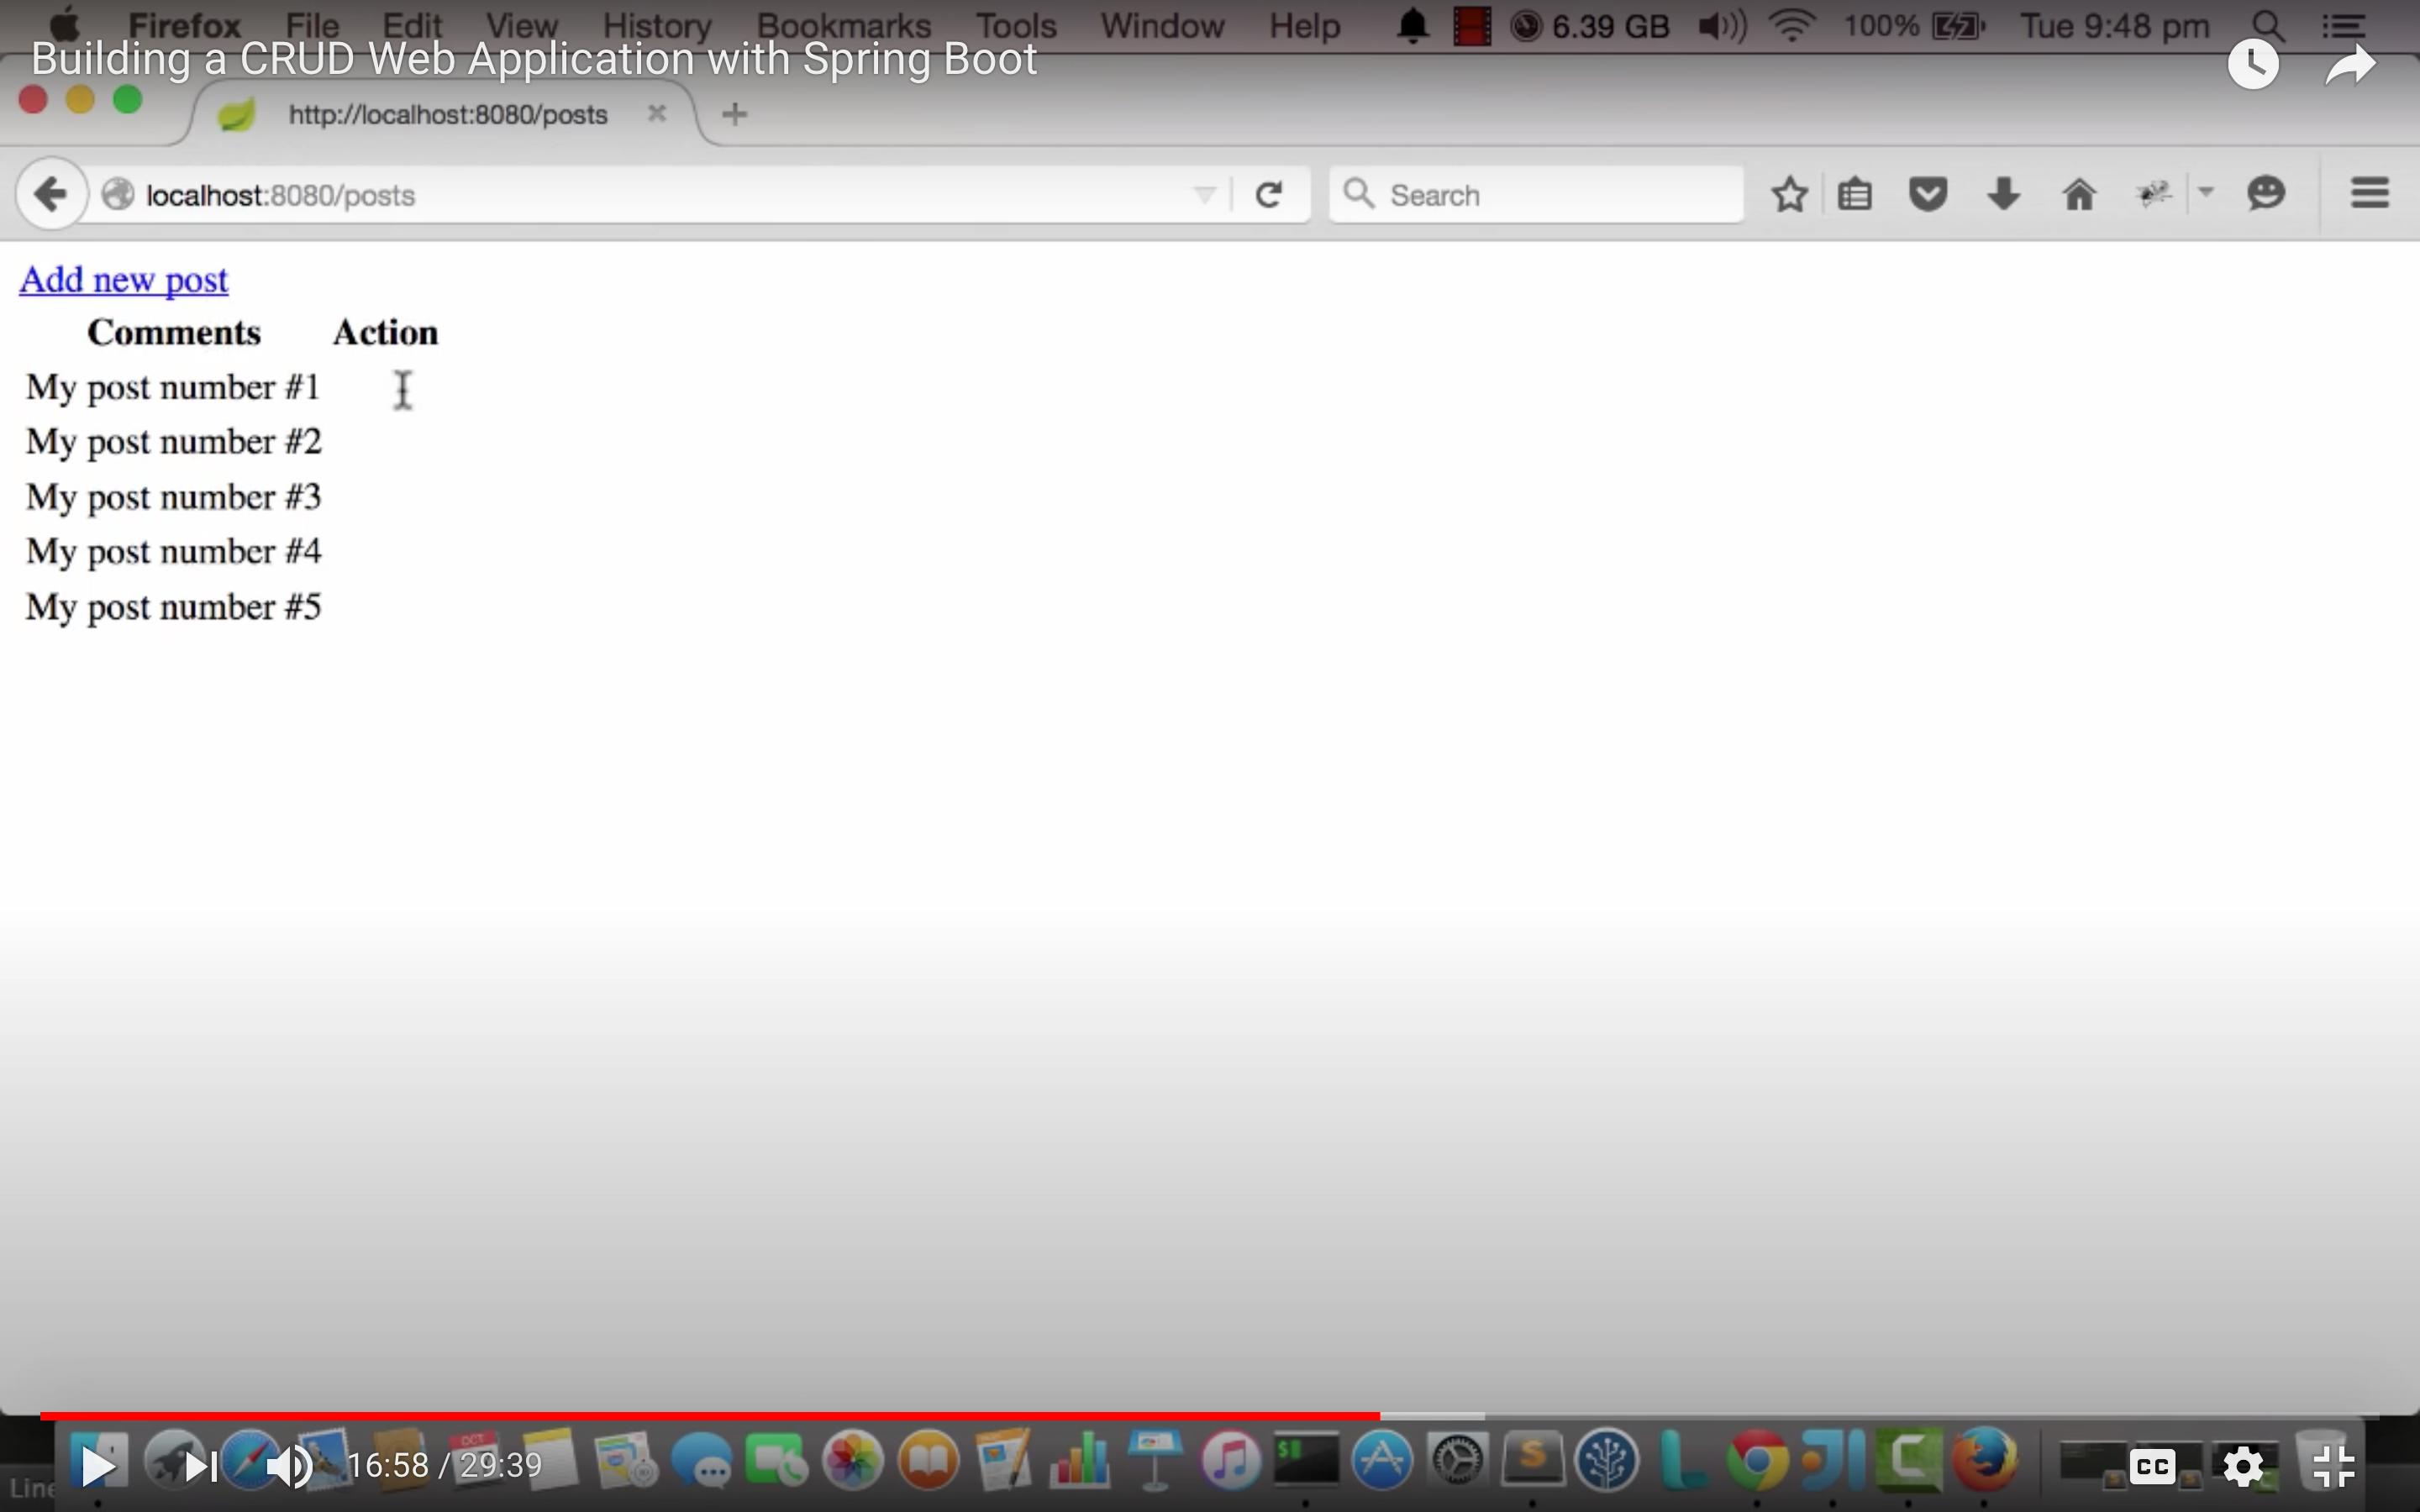 Firefox File Edit View History Bookmarks Tools Window Help 6.39 GB 100% Tue 9:48 pm
Building a CRUD Web Application with Spring Boot
http://localhost:8080/posts
localhost:8080/posts
Search
Add new post
Comments Action
My post number #1
My post number #2
My post number #3
My post number #4
My post number #5
OCT
16:58 / 29:39
CC
Line